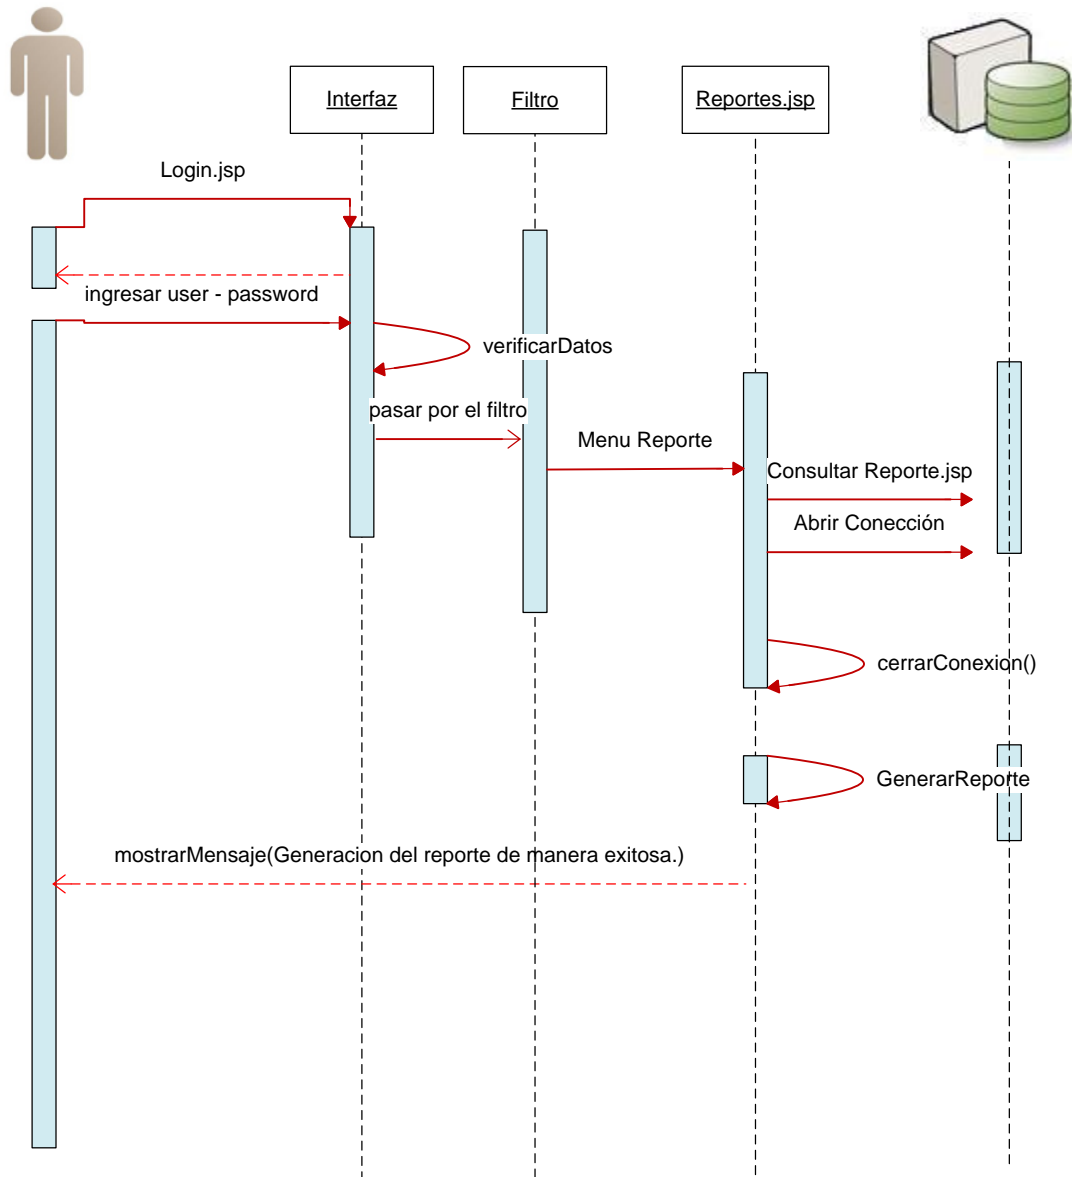 Interfaz
Filtro
Reportes.jsp
Login.jsp
ingresar user - password
verificarDatos
pasar por el filtro
Menu Reporte
Consultar Reporte.jsp
Abrir Conección
cerrarConexion()
GenerarReporte
mostrarMensaje(Generacion del reporte de manera exitosa.)